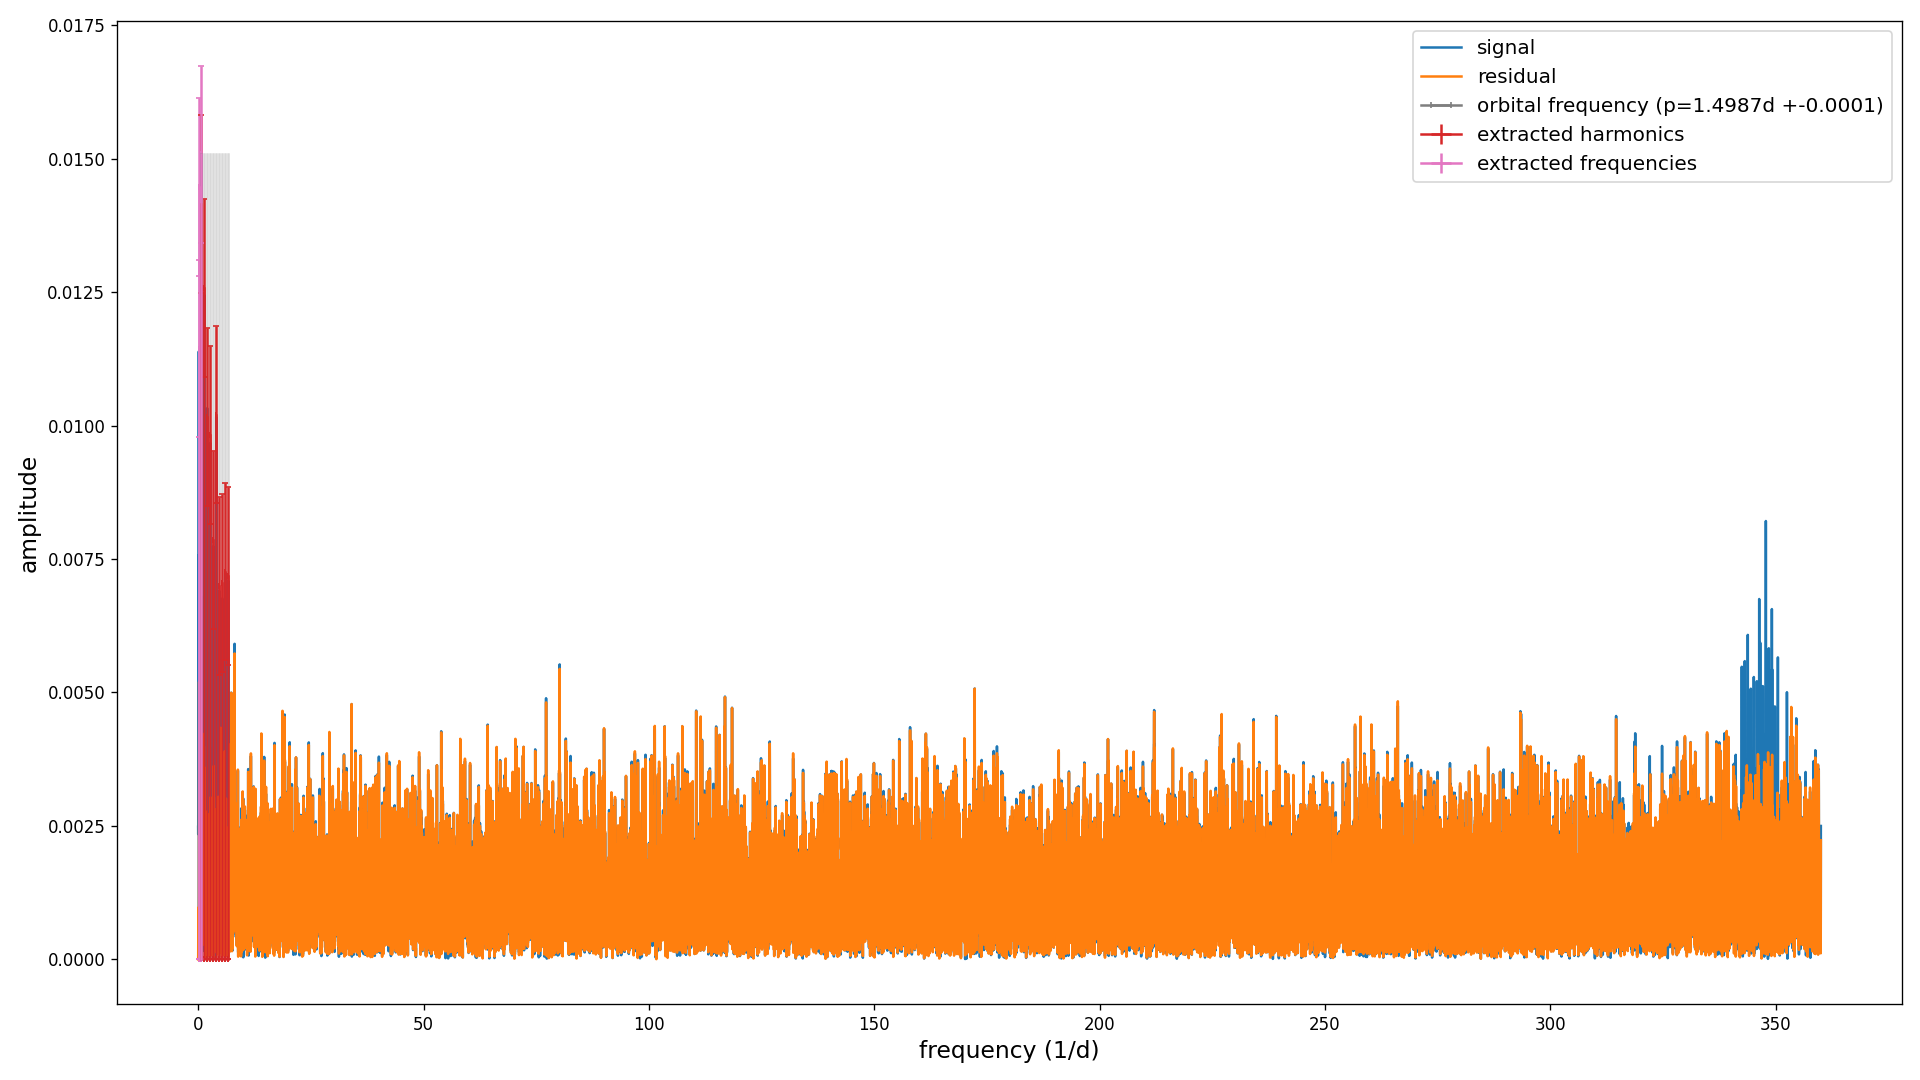 0.0175
0.0150
0.0125
0.0100
0.0075
0.0050
0.0025
0.0000
amplitude
signal
residual
orbital frequency (p=1.4987d +-0.0001)
extracted harmonics
extracted frequencies
0 50 100 150 200 250 300 350
frequency (1/d)